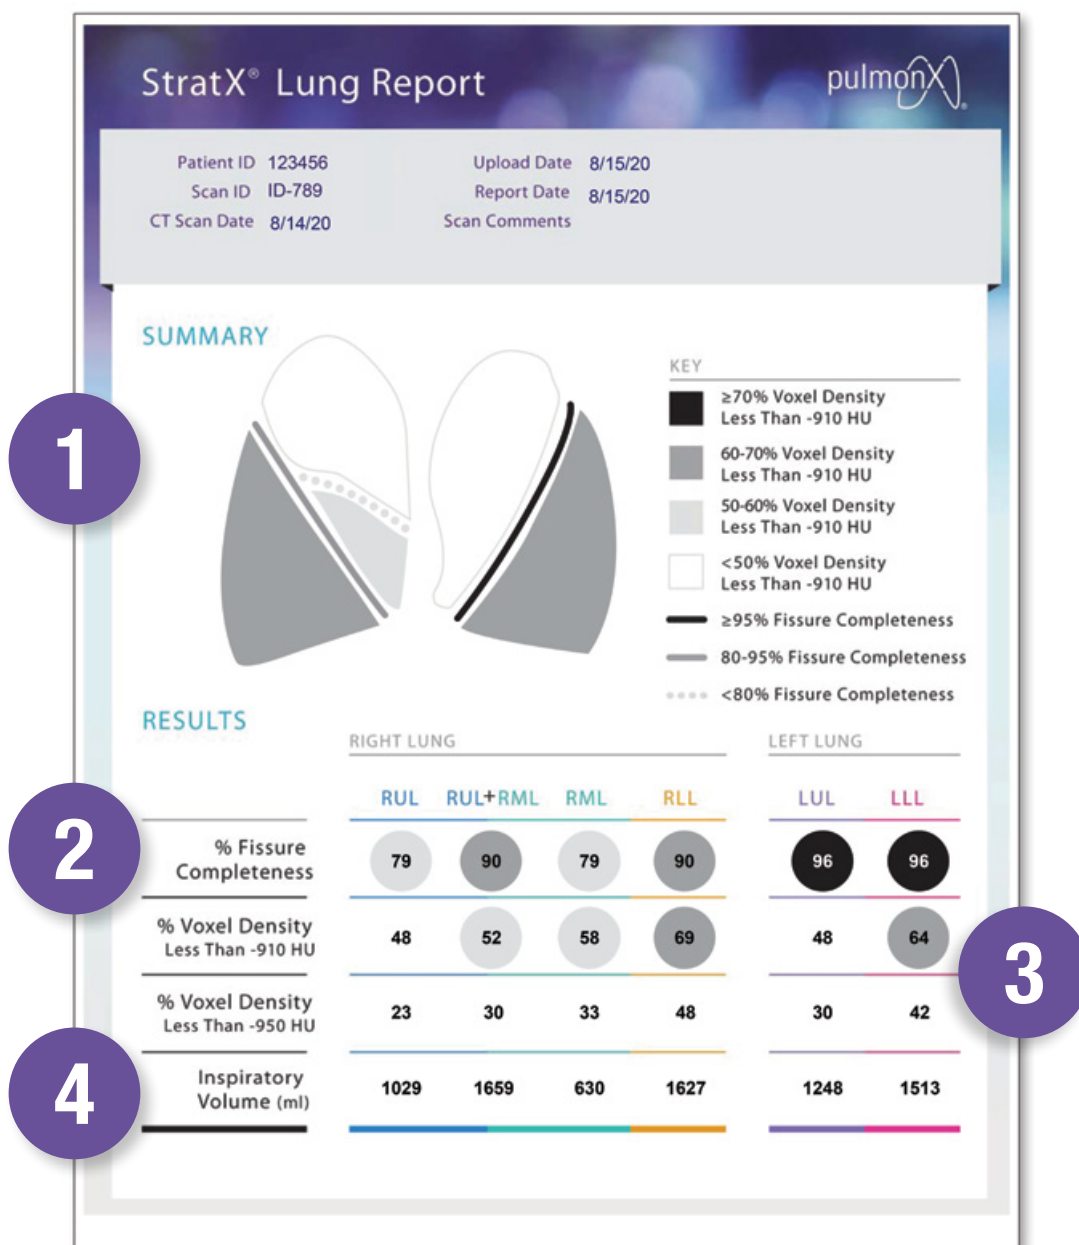 StratX® Lung Report
pulmonX®
Patient ID 123456
Scan ID ID-789
CT Scan Date 8/14/20
Upload Date 8/15/20
Report Date 8/15/20
Scan Comments
SUMMARY
KEY
≥70% Voxel Density
Less Than -910 HU
60-70% Voxel Density
Less Than -910 HU
50-60% Voxel Density
Less Than -910 HU
<50% Voxel Density
Less Than -910 HU
≥95% Fissure Completeness
80-95% Fissure Completeness
<80% Fissure Completeness
1
RESULTS
RIGHT LUNG LEFT LUNG
RUL RUL+RML RML RLL LUL LLL
2
% Fissure
Completeness
79 90 79 90 96 96
% Voxel Density
Less Than -910 HU
48 52 58 69 48 64
3
% Voxel Density
Less Than -950 HU
23 30 33 48 30 42
4
Inspiratory
Volume (ml)
1029 1659 630 1627 1248 1513